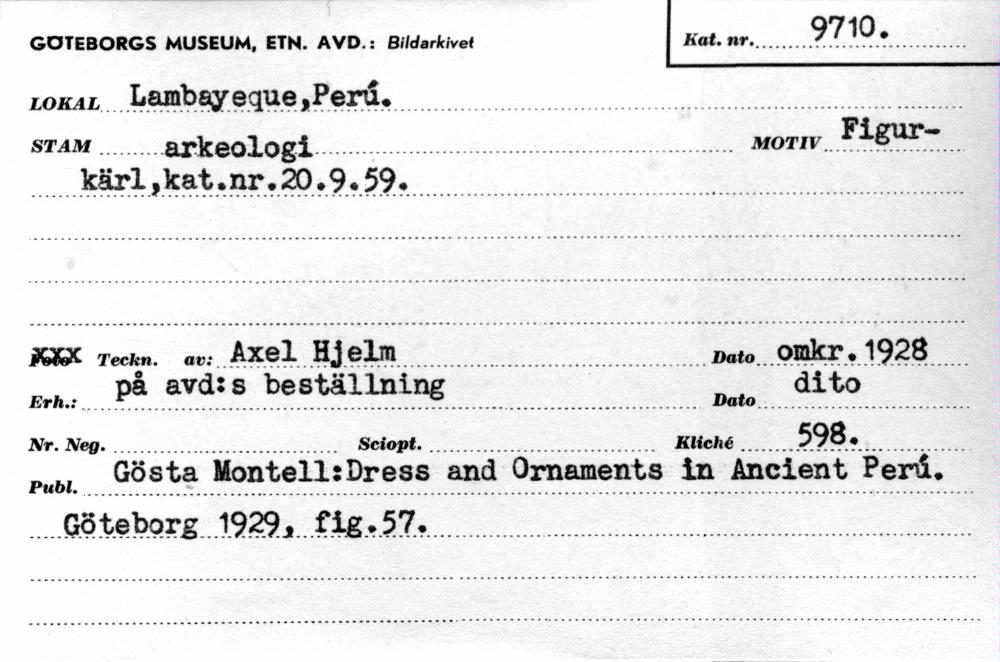 GÖTEBORGS MUSEUM, ETN. AVD.: Bildarkivet
Kat. nr. 9710.
LOKAL Lambayeque,Perú.
STAM arkeologi MOTIV Figur-
kärl,kat.nr.20.9.59.
Foto XXX Teckn. av: Axel Hjelm Dato omkr.1928
Erh.: på avd:s beställning Dato dito
Nr. Neg. Sciopt. Kliché 598.
Publ. Gösta Montell:Dress and Ornaments in Ancient Perú.
Göteborg 1929, fig.57.